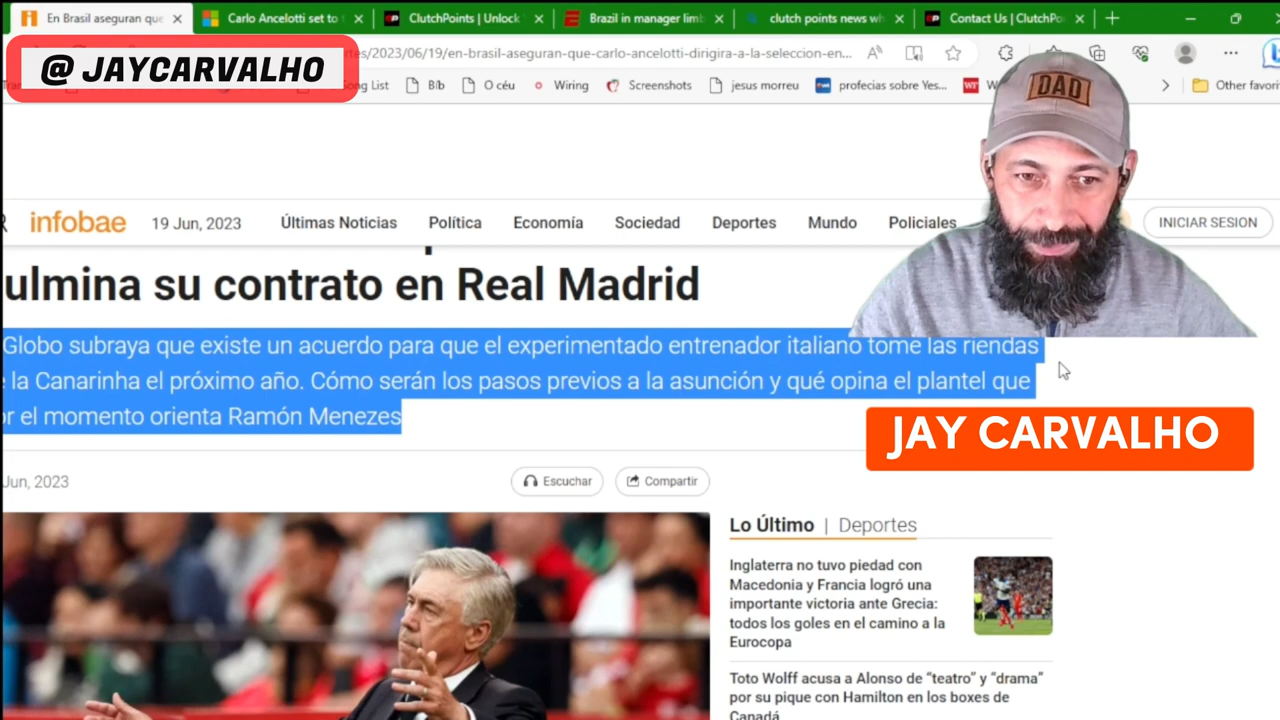 En Brasil aseguran que
Carlo Ancelotti set to
ClutchPoints | Unlock
Brazil in manager limb
clutch points news wh
Contact Us | ClutchPo
@ JAYCARVALHO
tes/2023/06/19/en-brasil-aseguran-que-carlo-ancelotti-dirigira-a-la-seleccion-en...
ong List
Bib
O céu
Wiring
Screenshots
jesus morreu
profecias sobre Yes...
WF
W
Other favori
DAD
infobae
19 Jun, 2023
Últimas Noticias
Política
Economía
Sociedad
Deportes
Mundo
Policiales
INICIAR SESION
ulmina su contrato en Real Madrid
Globo subraya que existe un acuerdo para que el experimentado entrenador italiano tome las riendas
e la Canarinha el próximo año. Cómo serán los pasos previos a la asunción y qué opina el plantel que
or el momento orienta Ramón Menezes
JAY CARVALHO
Jun, 2023
Escuchar
Compartir
Lo Último | Deportes
Inglaterra no tuvo piedad con
Macedonia y Francia logró una
importante victoria ante Grecia:
todos los goles en el camino a la
Eurocopa
Toto Wolff acusa a Alonso de “teatro” y “drama”
por su pique con Hamilton en los boxes de
Canadá